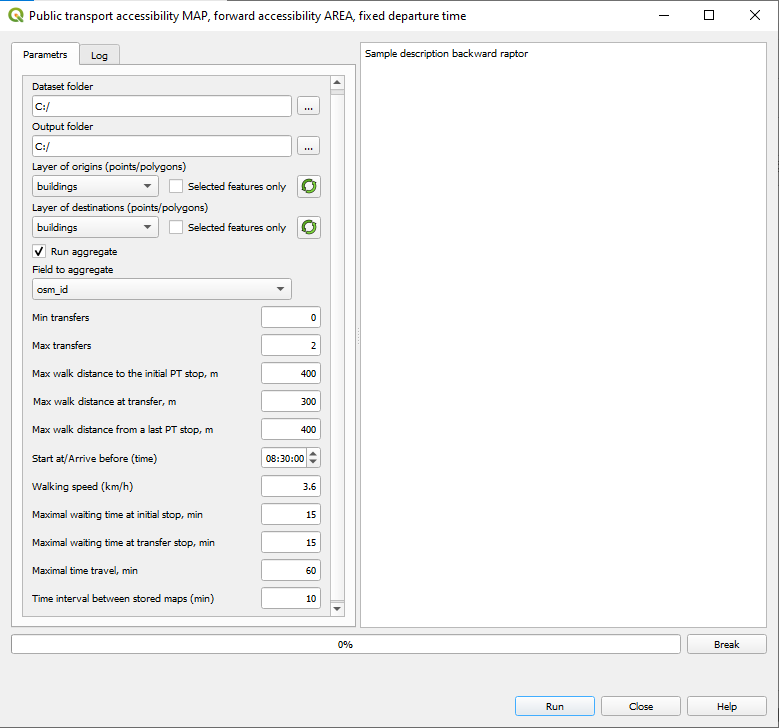 Public transport accessibility MAP, forward accessibility AREA, fixed departure time
Parametrs
Log
Dataset folder
C:/
...
Output folder
C:/
...
Layer of origins (points/polygons)
buildings
Selected features only
Layer of destinations (points/polygons)
buildings
Selected features only
Run aggregate
Field to aggregate
osm_id
Min transfers 0
Max transfers 2
Max walk distance to the initial PT stop, m 400
Max walk distance at transfer, m 300
Max walk distance from a last PT stop, m 400
Start at/Arrive before (time) 08:30:00
Walking speed (km/h) 3.6
Maximal waiting time at initial stop, min 15
Maximal waiting time at transfer stop, min 15
Maximal time travel, min 60
Time interval between stored maps (min) 10
Sample description backward raptor
0%
Break
Run
Close
Help